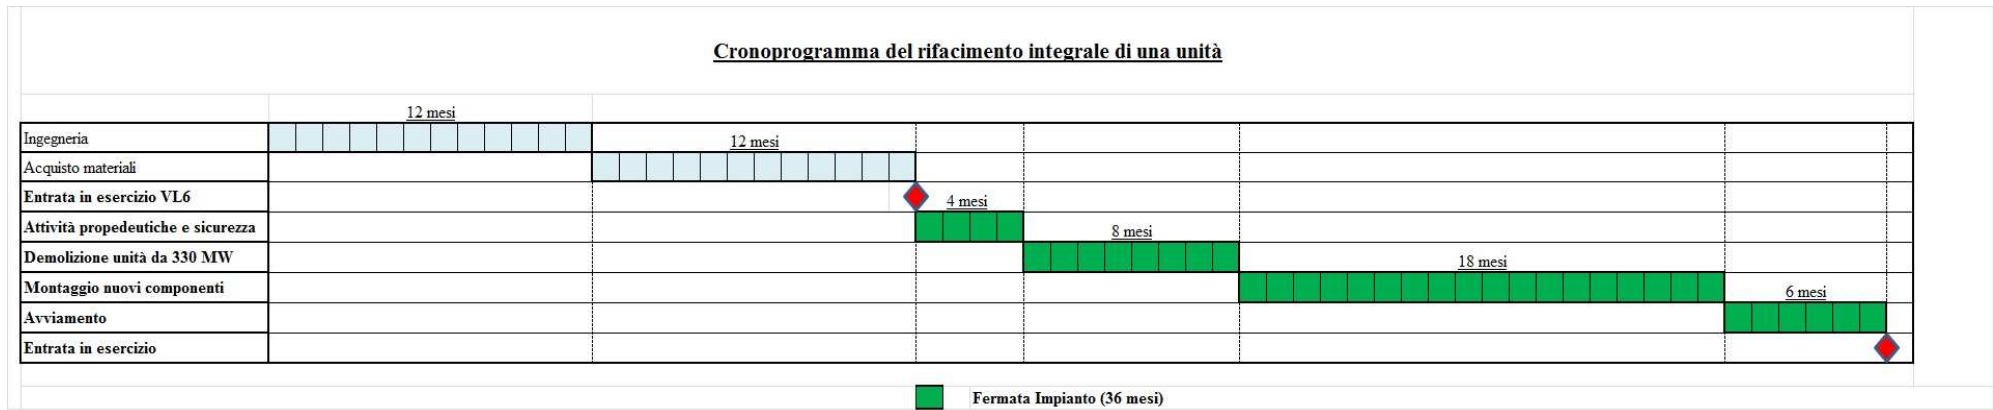 Cronoprogramma del rifacimento integrale di una unità
12 mesi
Ingegneria
12 mesi
Acquisto materiali
Entrata in esercizio VL6
4 mesi
Attività propedeutiche e sicurezza
8 mesi
Demolizione unità da 330 MW
18 mesi
Montaggio nuovi componenti
6 mesi
Avviamento
Entrata in esercizio
Fermata Impianto (36 mesi)